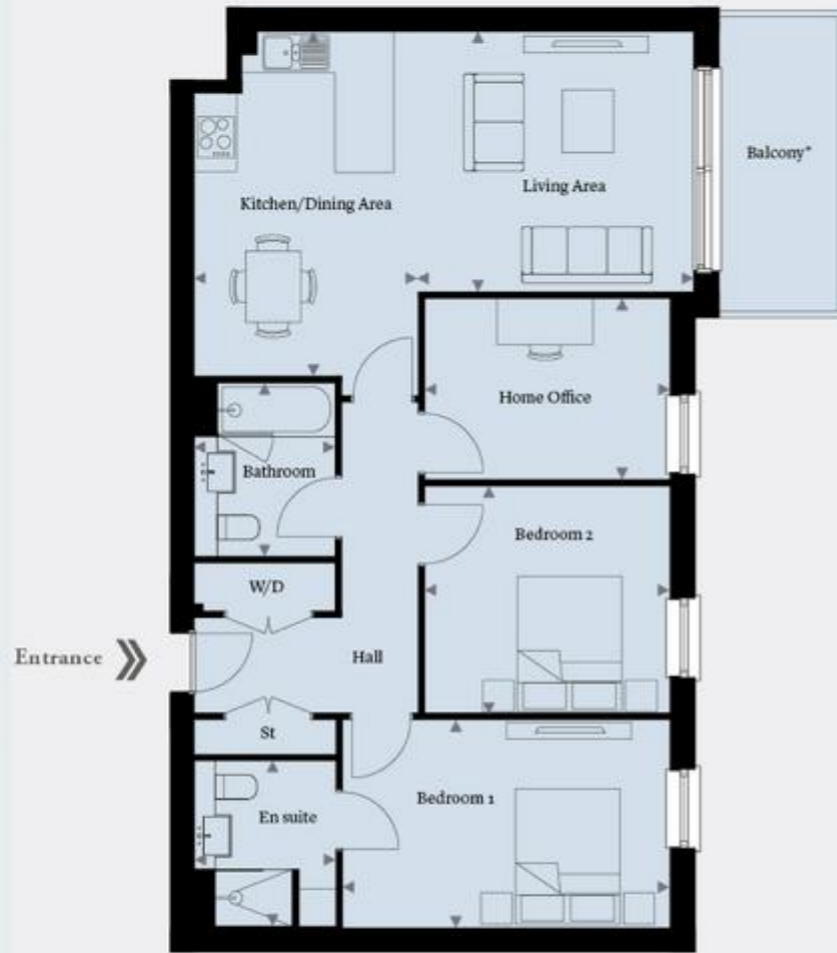 Balcony*
Living Area
Kitchen/Dining Area
Home Office
Bathroom
Bedroom 2
W/D
Entrance
Hall
St
Bedroom 1
En suite